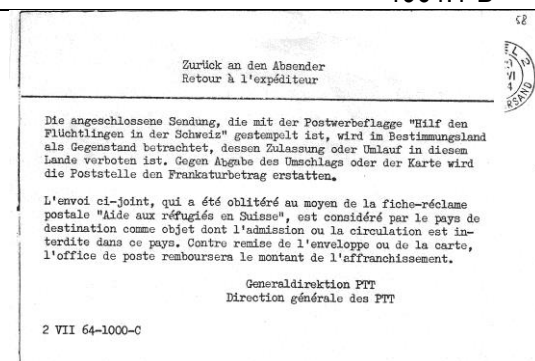 58
Zurück an den Absender
Retour à l'expéditeur
Die angeschlossene Sendung, die mit der Postwerbeflagge "Hilf den
Flüchtlingen in der Schweiz" gestempelt ist, wird im Bestimmungsland
als Gegenstand betrachtet, dessen Zulassung oder Umlauf in diesem
Lande verboten ist. Gegen Abgabe des Umschlags oder der Karte wird
die Poststelle den Frankaturbetrag erstatten.
L'envoi ci-joint, qui a été oblitéré au moyen de la fiche-réclame
postale "Aide aux réfugiés en Suisse", est considéré par le pays de
destination comme objet dont l'admission ou la circulation est in-
terdite dans ce pays. Contre remise de l'enveloppe ou de la carte,
l'office de poste remboursera le montant de l'affranchissement.
Generaldirektion PTT
Direction générale des PTT
2 VII 64-1000-C